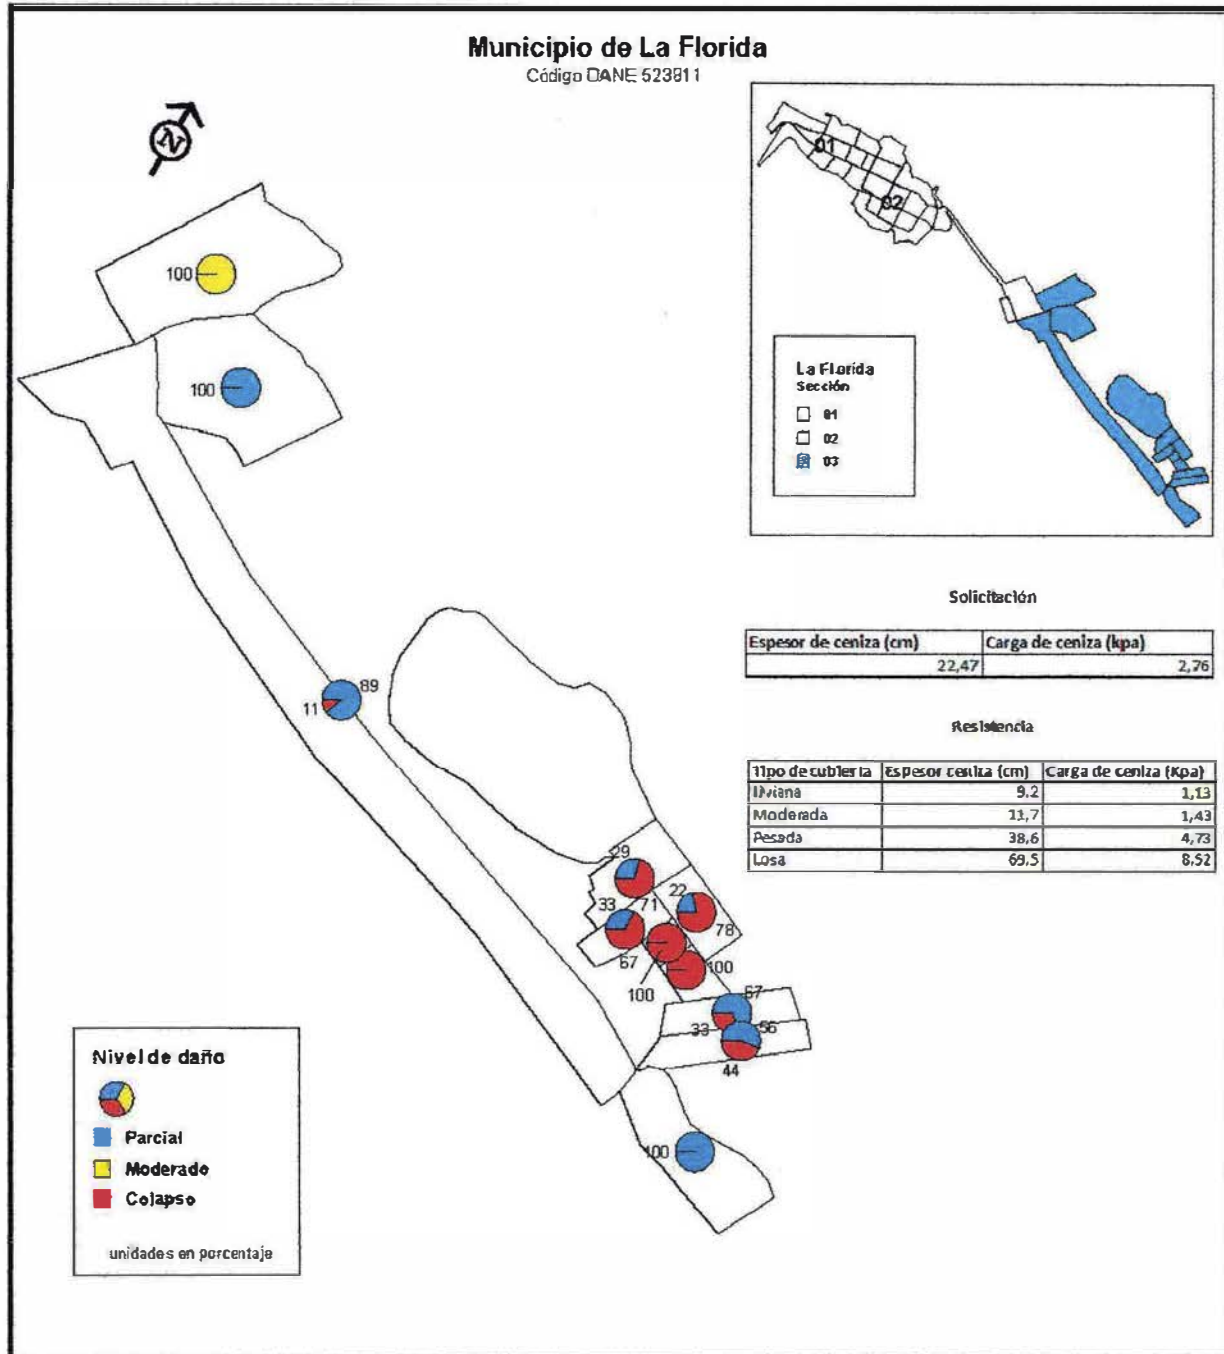 Municipio de La Florida
Código DANE 523811
N
01
02
La Florida
Sección
01
02
03
100
100
89
11
29
71
33
67
22
78
100
100
67
33
56
44
100
Solicitación
Espesor de ceniza (cm) Carga de ceniza (kpa)
22,47 2,76
Resistencia
Tipo de cubierta Espesor ceniza (cm) Carga de ceniza (Kpa)
Liviana 9,2 1,13
Moderada 11,7 1,43
Pesada 38,6 4,73
Losa 69,5 8,52
Nivel de daño
Parcial
Moderado
Colapso
unidades en porcentaje